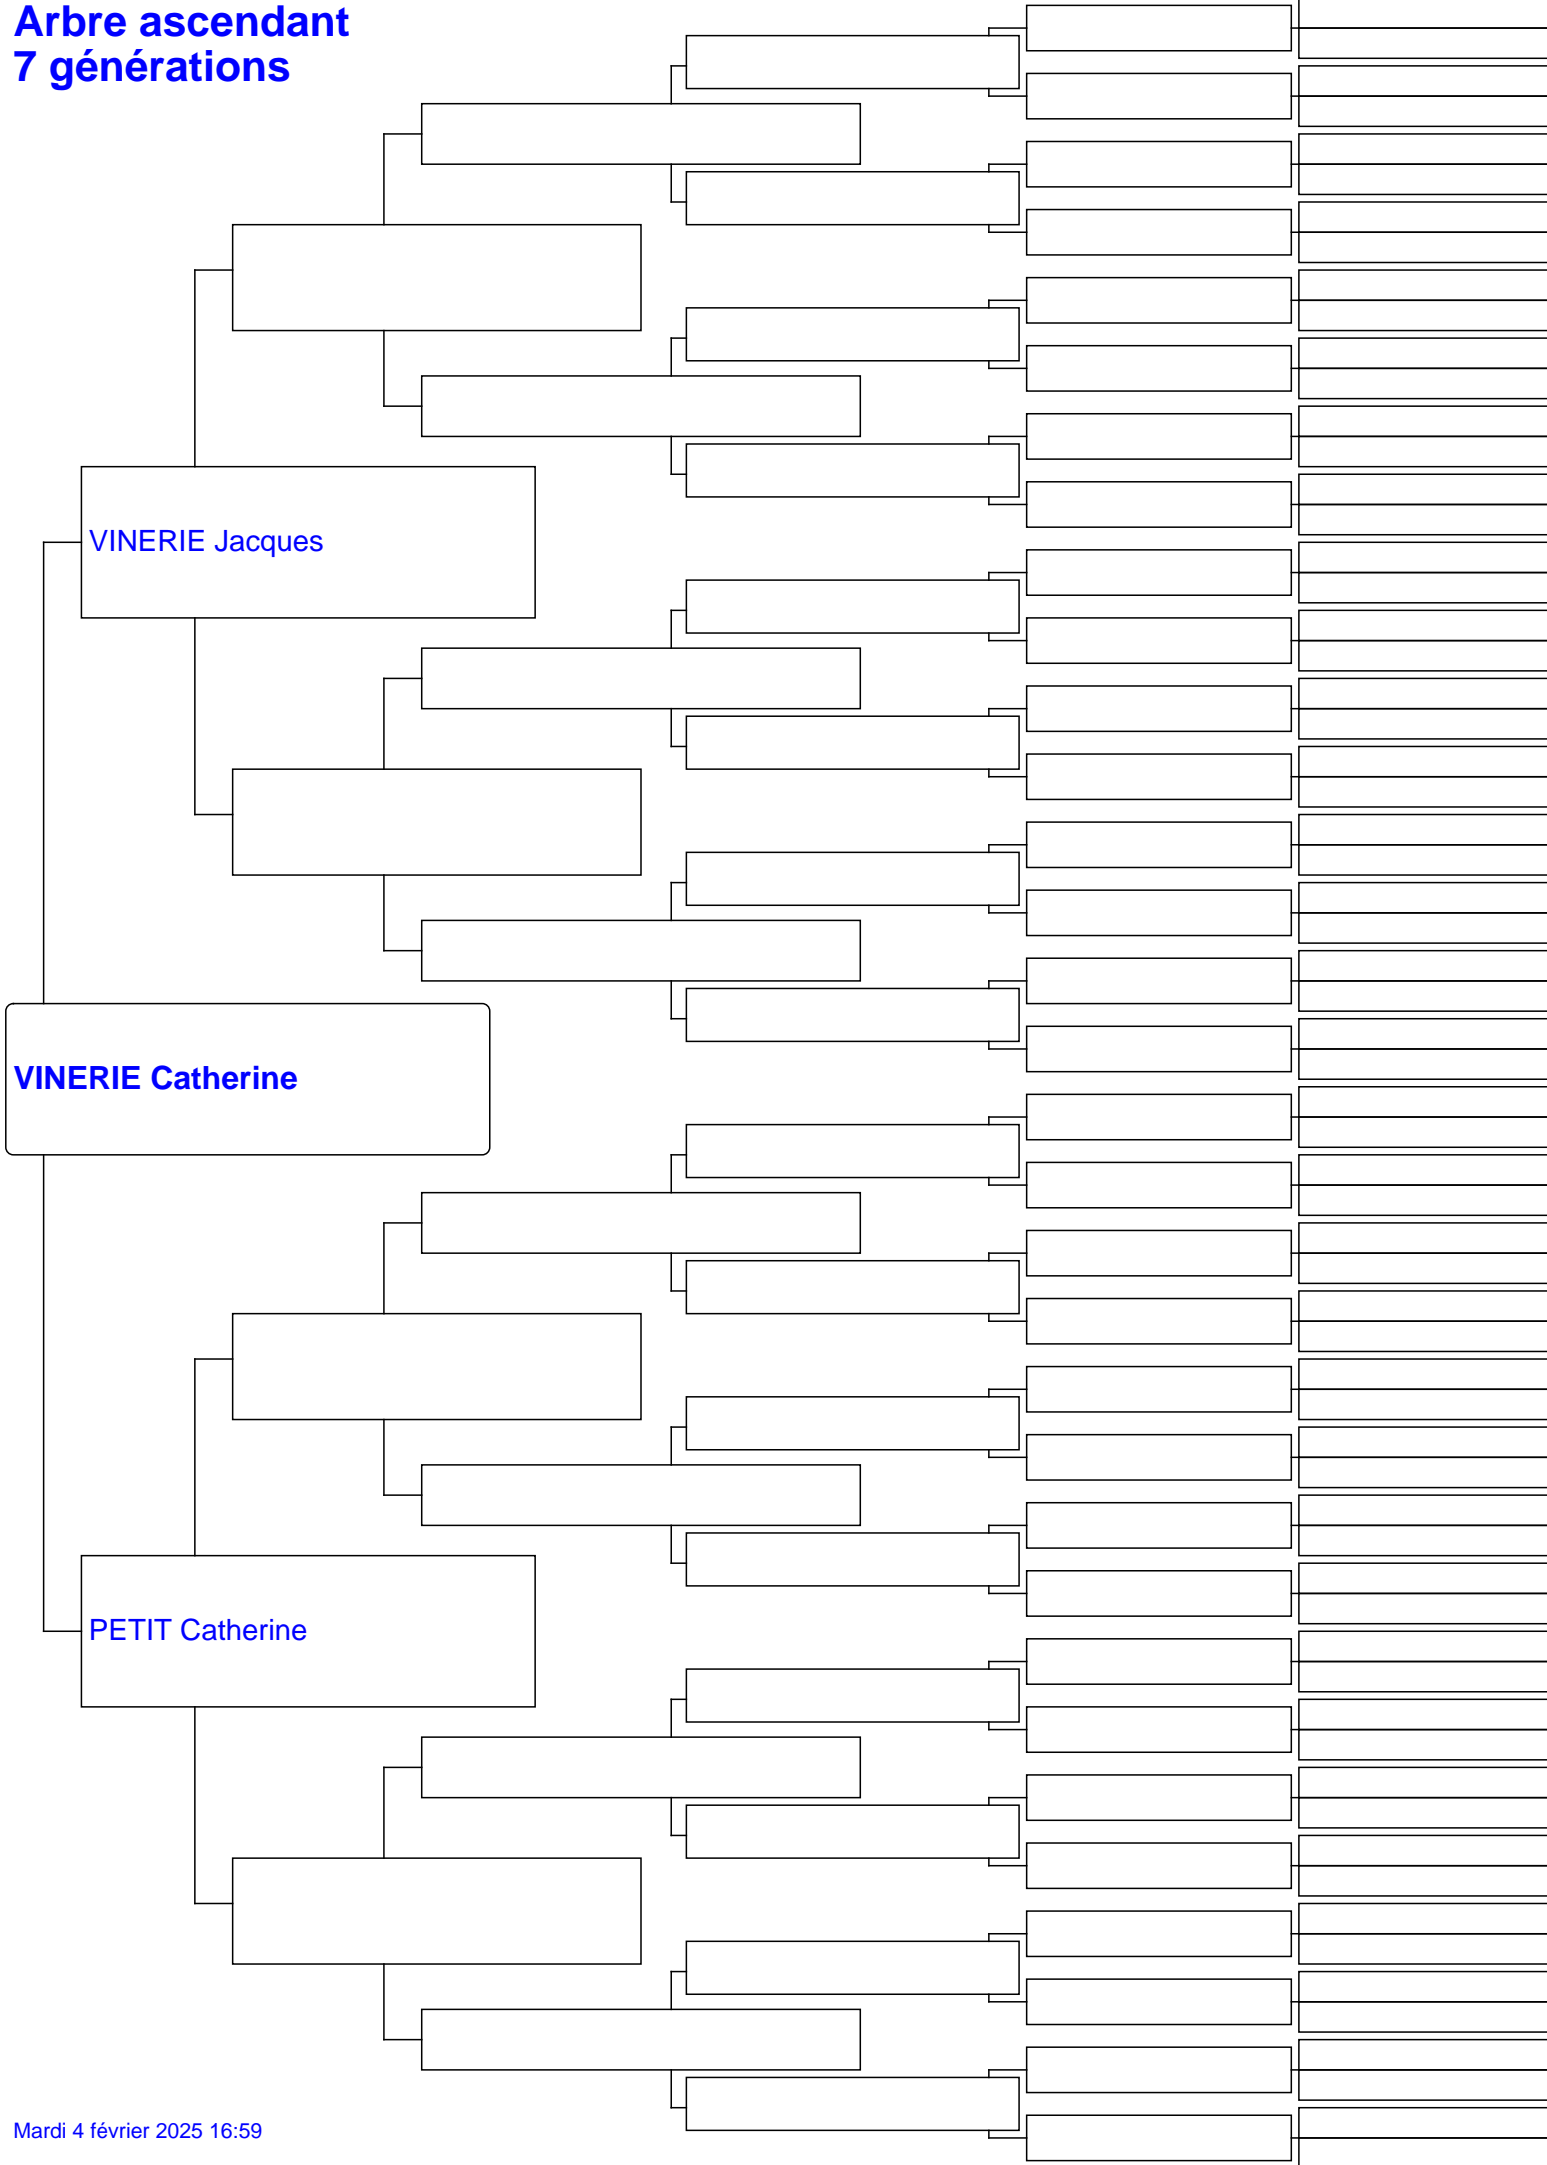 Arbre ascendant
7 générations
VINERIE Jacques
VINERIE Catherine
PETIT Catherine
Mardi 4 février 2025 16:59